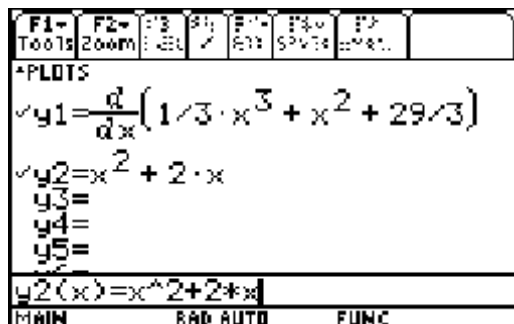 F1 F2
Tools Zoom
PLOTS
✓y1=d/dx(1/3·x^3 + x^2 + 29/3)
✓y2=x^2 + 2·x
y3=
y4=
y5=
y2(x)=x^2+2*x
MAIN RAD AUTO FUNC